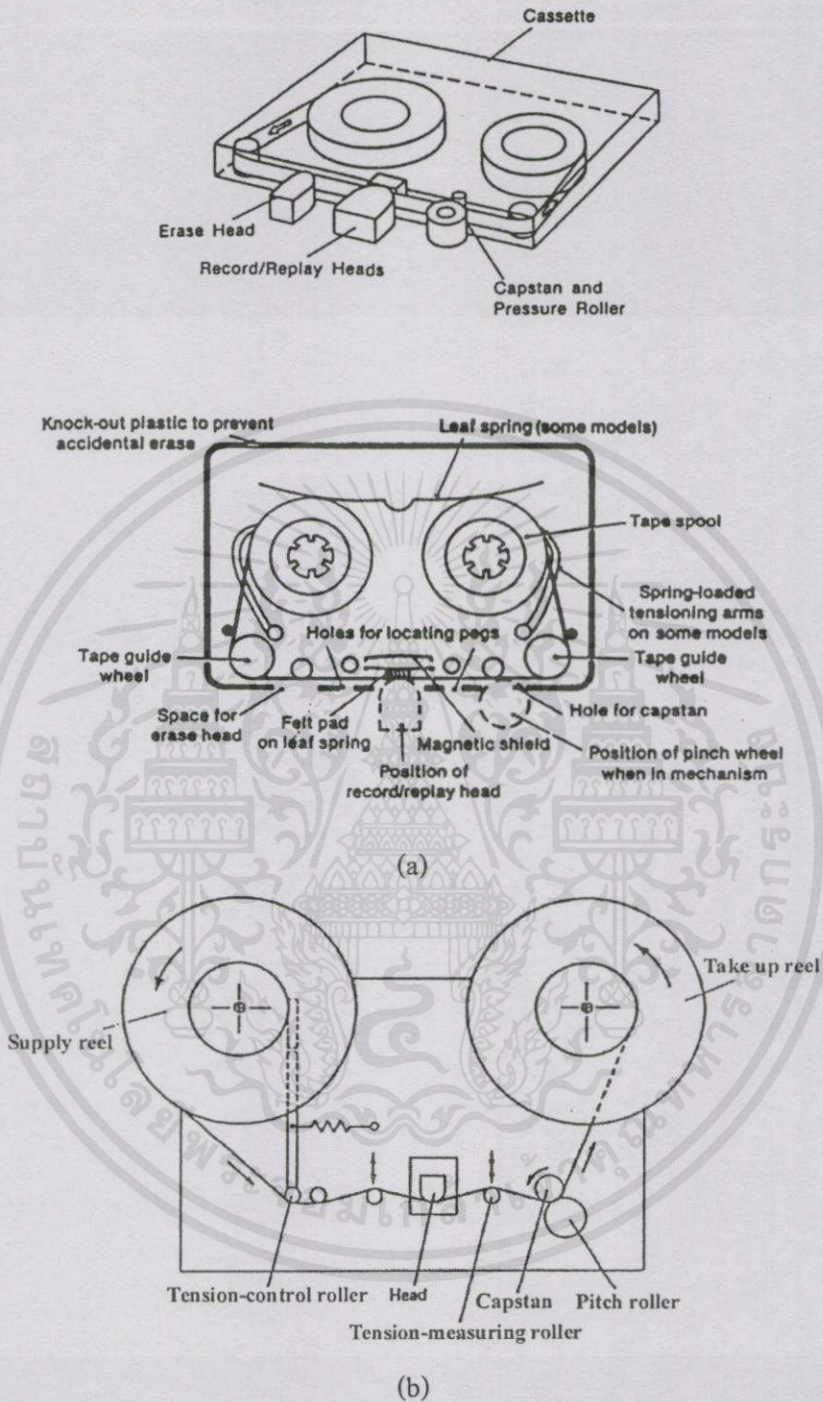 Cassette
Erase Head
Record/Replay Heads
Capstan and
Pressure Roller
Knock-out plastic to prevent
accidental erase
Leaf spring (some models)
Tape spool
Spring-loaded
tensioning arms
on some models
Holes for locating pegs
Tape guide
wheel
Tape guide
wheel
Space for
erase head
Felt pad
on leaf spring
Magnetic shield
Hole for capstan
Position of
record/replay head
Position of pinch wheel
when in mechanism
(a)
Supply reel
Take up reel
Tension-control roller
Head
Capstan
Pitch roller
Tension-measuring roller
(b)